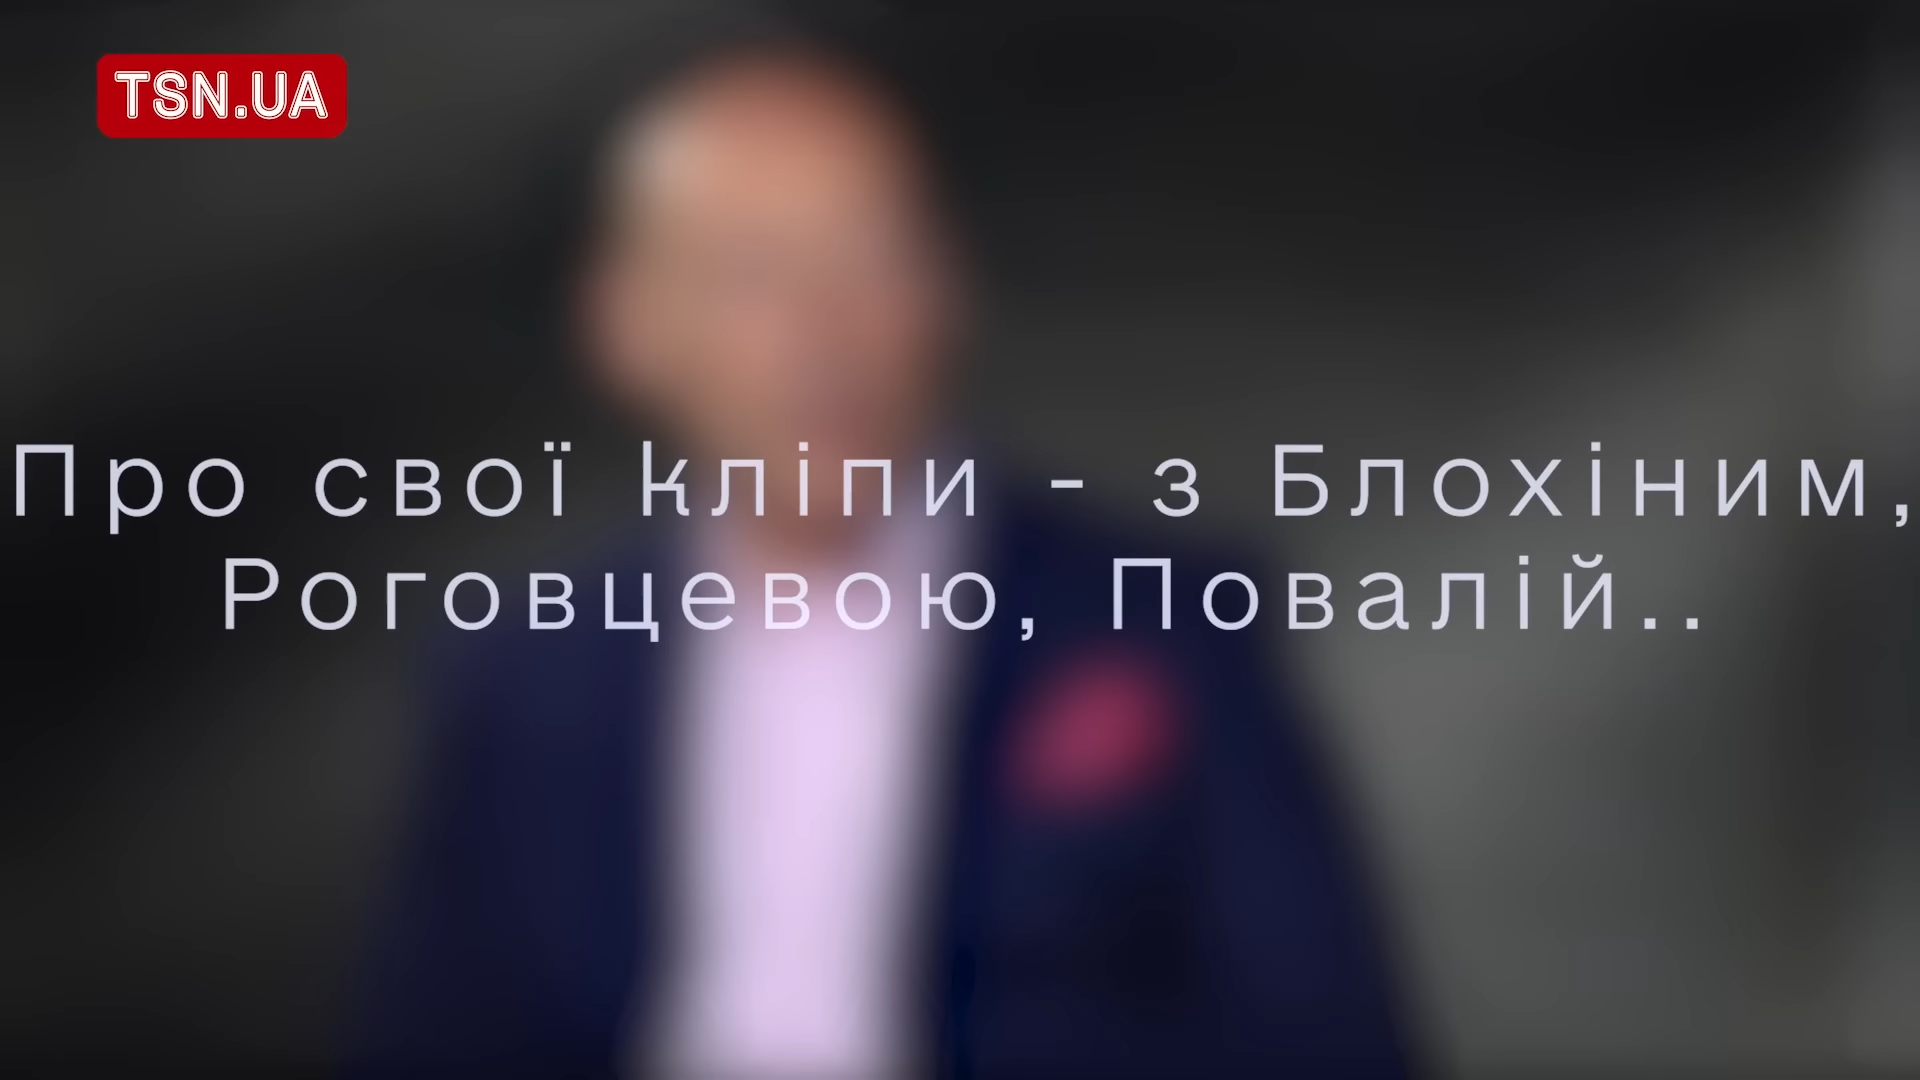 TSN.UA
Про свої кліпи - з Блохіним,
Роговцевою, Повалій..